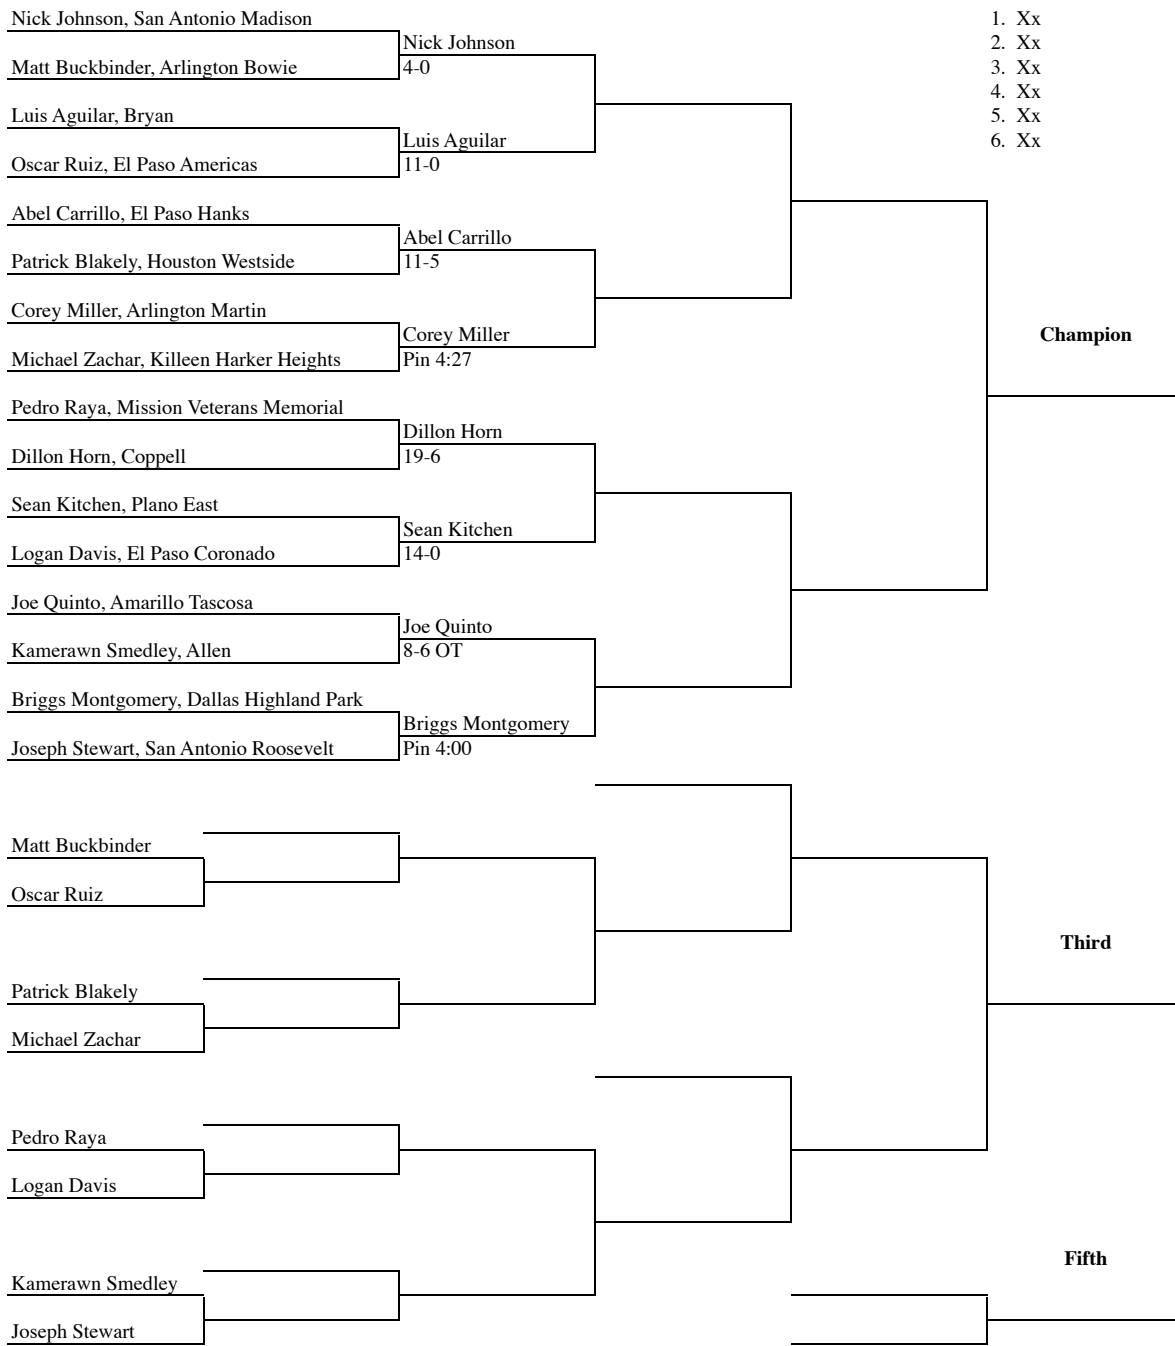 Nick Johnson, San Antonio Madison
Nick Johnson
Matt Buckbinder, Arlington Bowie
4-0
Luis Aguilar, Bryan
Luis Aguilar
Oscar Ruiz, El Paso Americas
11-0
Abel Carrillo, El Paso Hanks
Abel Carrillo
Patrick Blakely, Houston Westside
11-5
Corey Miller, Arlington Martin
Corey Miller
Michael Zachar, Killeen Harker Heights
Pin 4:27
Pedro Raya, Mission Veterans Memorial
Dillon Horn
Dillon Horn, Coppell
19-6
Sean Kitchen, Plano East
Sean Kitchen
Logan Davis, El Paso Coronado
14-0
Joe Quinto, Amarillo Tascosa
Joe Quinto
Kamerawn Smedley, Allen
8-6 OT
Briggs Montgomery, Dallas Highland Park
Briggs Montgomery
Joseph Stewart, San Antonio Roosevelt
Pin 4:00
1. Xx
2. Xx
3. Xx
4. Xx
5. Xx
6. Xx
Champion
Matt Buckbinder
Oscar Ruiz
Patrick Blakely
Michael Zachar
Pedro Raya
Logan Davis
Kamerawn Smedley
Joseph Stewart
Third
Fifth